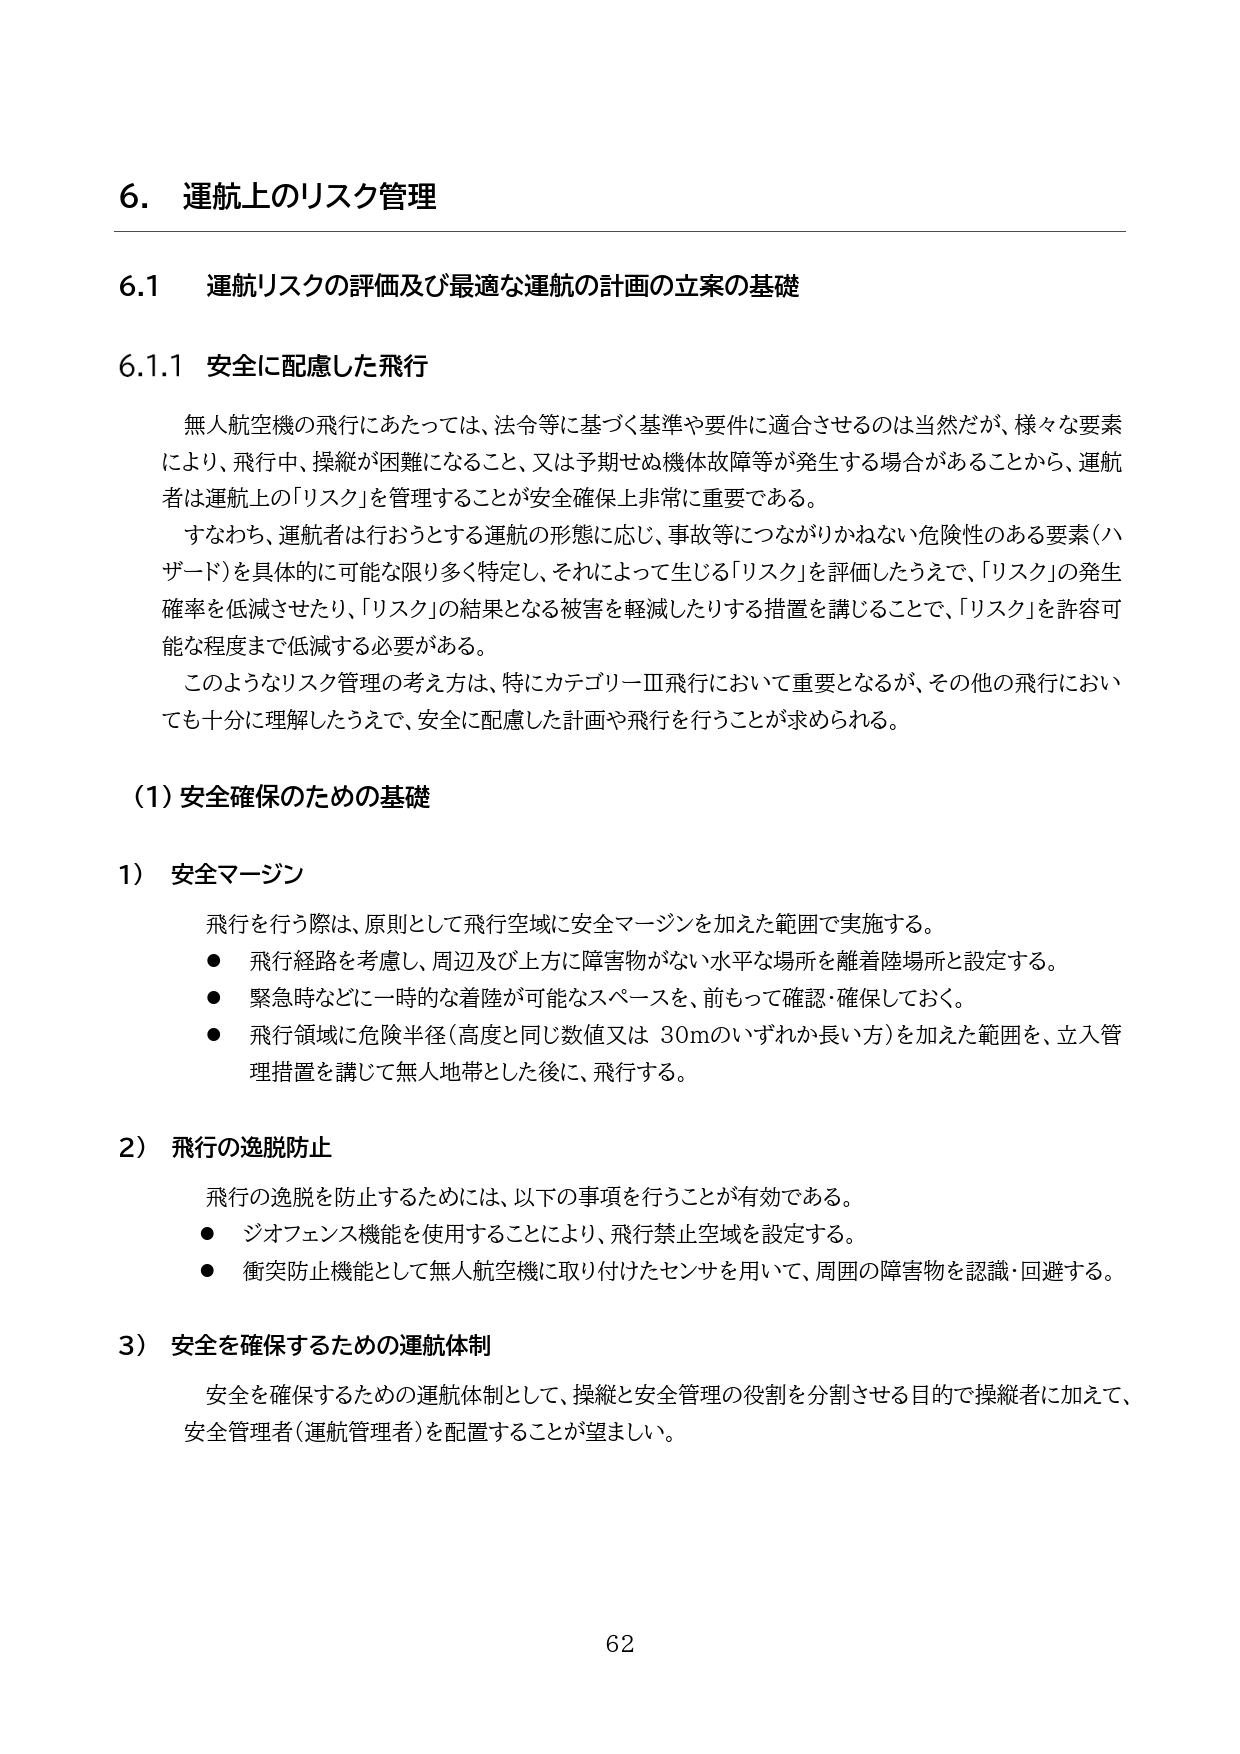 6. 運航上のリスク管理
6.1 運航リスクの評価及び最適な運航の計画の立案の基礎
6.1.1 安全に配慮した飛行
無人航空機の飛行にあたっては、法令等に基づく基準や要件に適合させるのは当然だが、様々な要素
により、飛行中、操縦が困難になること、又は予期せぬ機体故障等が発生する場合があることから、運航
者は運航上の「リスク」を管理することが安全確保上非常に重要である。
すなわち、運航者は行おうとする運航の形態に応じ、事故等につながりかねない危険性のある要素(ハ
ザード)を具体的に可能な限り多く特定し、それによって生じる「リスク」を評価したうえで、「リスク」の発生
確率を低減させたり、「リスク」の結果となる被害を軽減したりする措置を講じることで、「リスク」を許容可
能な程度まで低減する必要がある。
このようなリスク管理の考え方は、特にカテゴリーⅢ飛行において重要となるが、その他の飛行におい
ても十分に理解したうえで、安全に配慮した計画や飛行を行うことが求められる。
(1) 安全確保のための基礎
1) 安全マージン
飛行を行う際は、原則として飛行空域に安全マージンを加えた範囲で実施する。
● 飛行経路を考慮し、周辺及び上方に障害物がない水平な場所を離着陸場所と設定する。
● 緊急時などに一時的な着陸が可能なスペースを、前もって確認・確保しておく。
● 飛行領域に危険半径(高度と同じ数値又は 30mのいずれか長い方)を加えた範囲を、立入管
理措置を講じて無人地帯とした後に、飛行する。
2) 飛行の逸脱防止
飛行の逸脱を防止するためには、以下の事項を行うことが有効である。
● ジオフェンス機能を使用することにより、飛行禁止空域を設定する。
● 衝突防止機能として無人航空機に取り付けたセンサを用いて、周囲の障害物を認識・回避する。
3) 安全を確保するための運航体制
安全を確保するための運航体制として、操縦と安全管理の役割を分割させる目的で操縦者に加えて、
安全管理者(運航管理者)を配置することが望ましい。
62